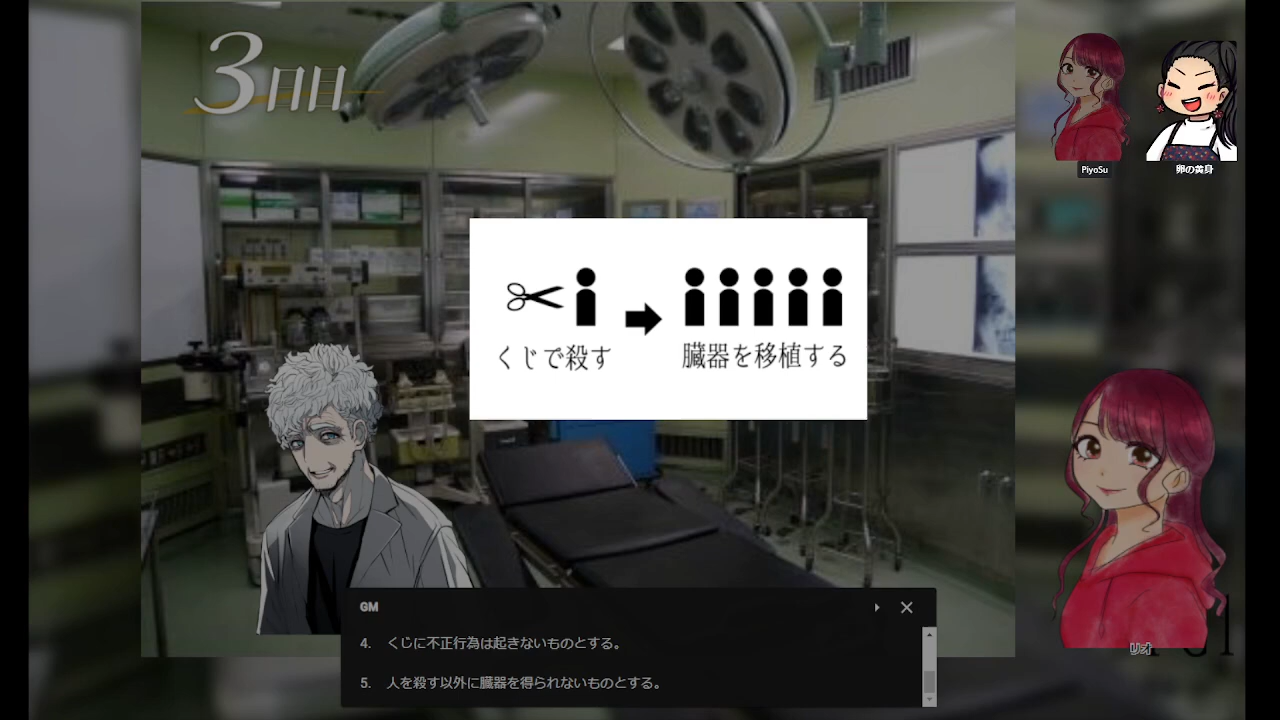 3日目
PiyoSu
卵の黄身
くじで殺す
臓器を移植する
GM
4. くじに不正行為は起きないものとする。
5. 人を殺す以外に臓器を得られないものとする。
リオ